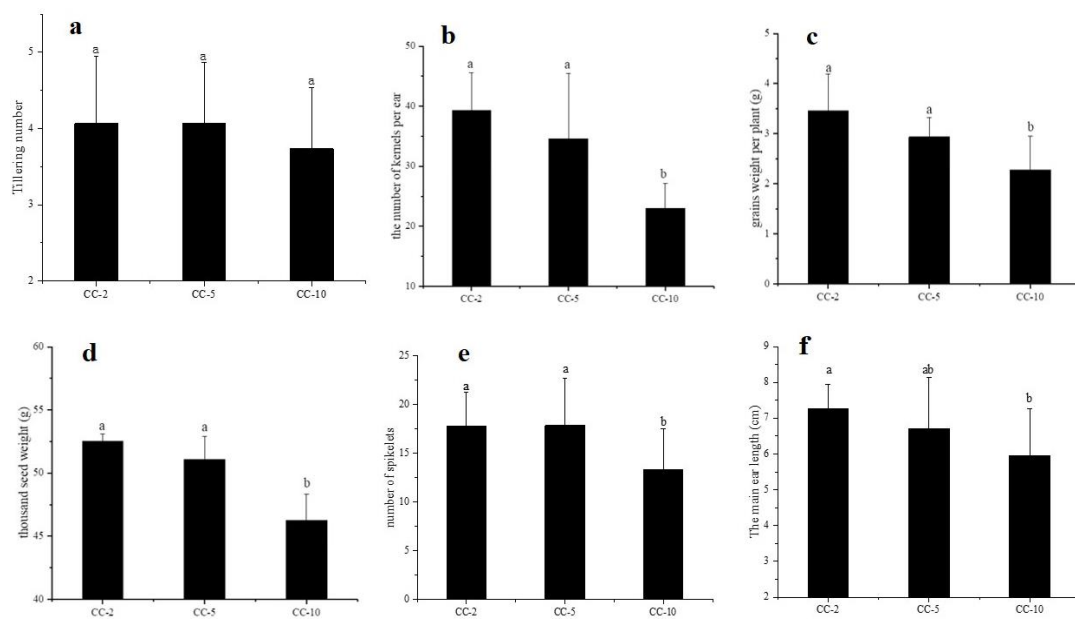 a
Tillering number
5
4
3
2
a
a
a
CC-2
CC-5
CC-10
b
the number of kernels per ear
50
40
30
20
10
a
a
b
CC-2
CC-5
CC-10
c
grains weight per plant (g)
5
4
3
2
1
0
a
a
b
CC-2
CC-5
CC-10
d
thousand seed weight (g)
60
55
50
45
40
a
a
b
CC-2
CC-5
CC-10
e
number of spikelets
25
20
15
10
5
0
a
a
b
CC-2
CC-5
CC-10
f
The main ear length (cm)
9
8
7
6
5
4
3
2
a
ab
b
CC-2
CC-5
CC-10